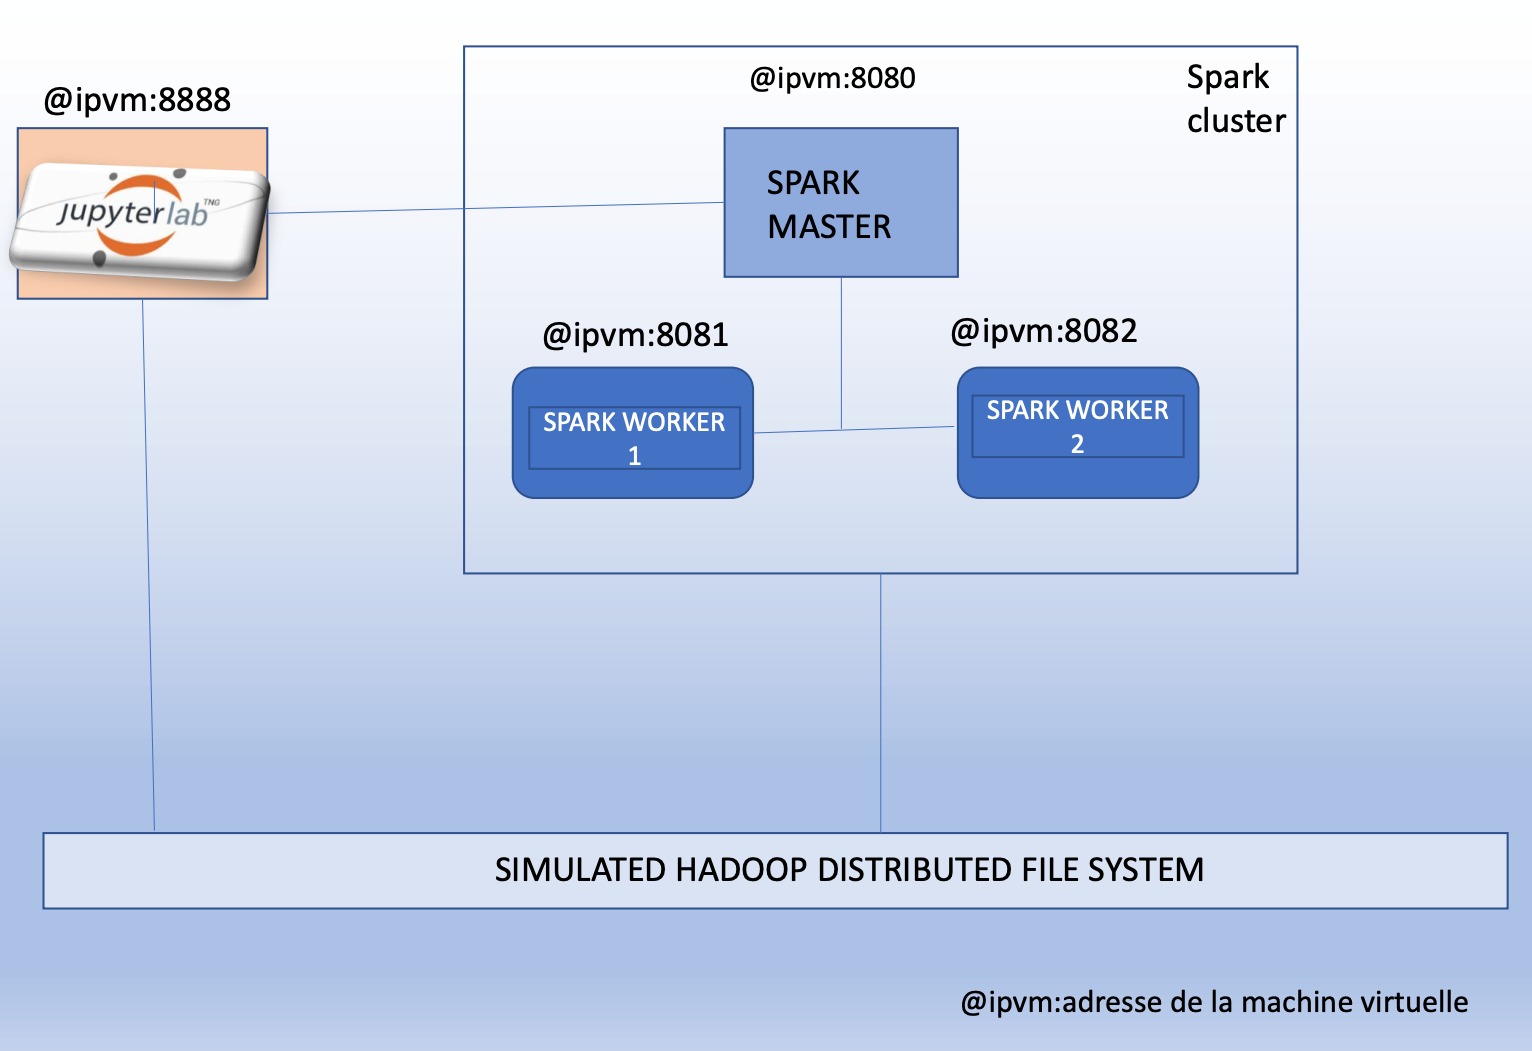 @ipvm:8888
jupyterlab TNG
@ipvm:8080
Spark
cluster
SPARK
MASTER
@ipvm:8081
@ipvm:8082
SPARK WORKER
1
SPARK WORKER
2
SIMULATED HADOOP DISTRIBUTED FILE SYSTEM
@ipvm:adresse de la machine virtuelle